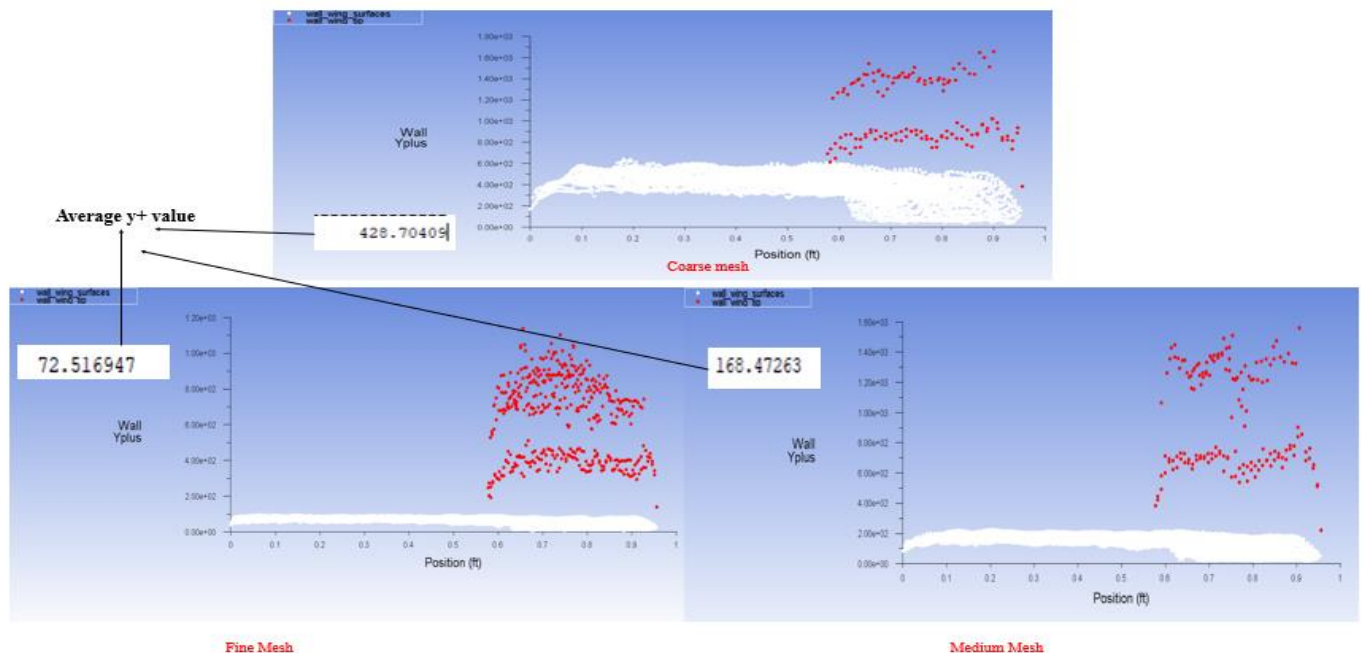 wall_wing_surfaces
wall_wing_tip
1.80e+03
1.60e+03
1.40e+03
1.20e+03
1.00e+03
8.00e+02
6.00e+02
4.00e+02
2.00e+02
0.00e+00
Wall
Yplus
0 0.1 0.2 0.3 0.4 0.5 0.6 0.7 0.8 0.9 1
Position (ft)
Coarse mesh
Average y+ value
428.70409
wall_wing_surfaces
wall_wing_tip
72.516947
1.20e+03
1.00e+03
8.00e+02
6.00e+02
4.00e+02
2.00e+02
0.00e+00
Wall
Yplus
0 0.1 0.2 0.3 0.4 0.5 0.6 0.7 0.8 0.9 1
Position (ft)
Fine Mesh
wall_wing_surfaces
wall_wing_tip
168.47263
1.60e+03
1.40e+03
1.20e+03
1.00e+03
8.00e+02
6.00e+02
4.00e+02
2.00e+02
0.00e+00
Wall
Yplus
0 0.1 0.2 0.3 0.4 0.5 0.6 0.7 0.8 0.9 1
Position (ft)
Medium Mesh